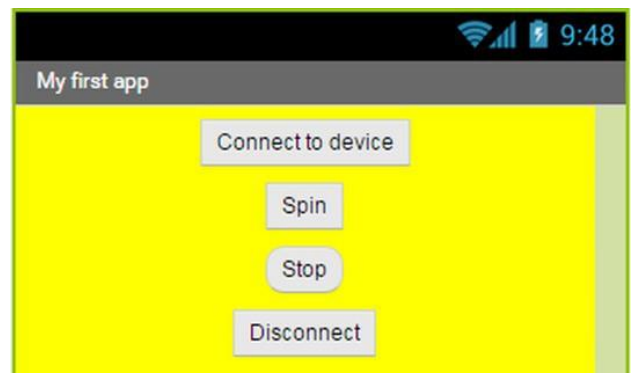 9:48
My first app
Connect to device
Spin
Stop
Disconnect